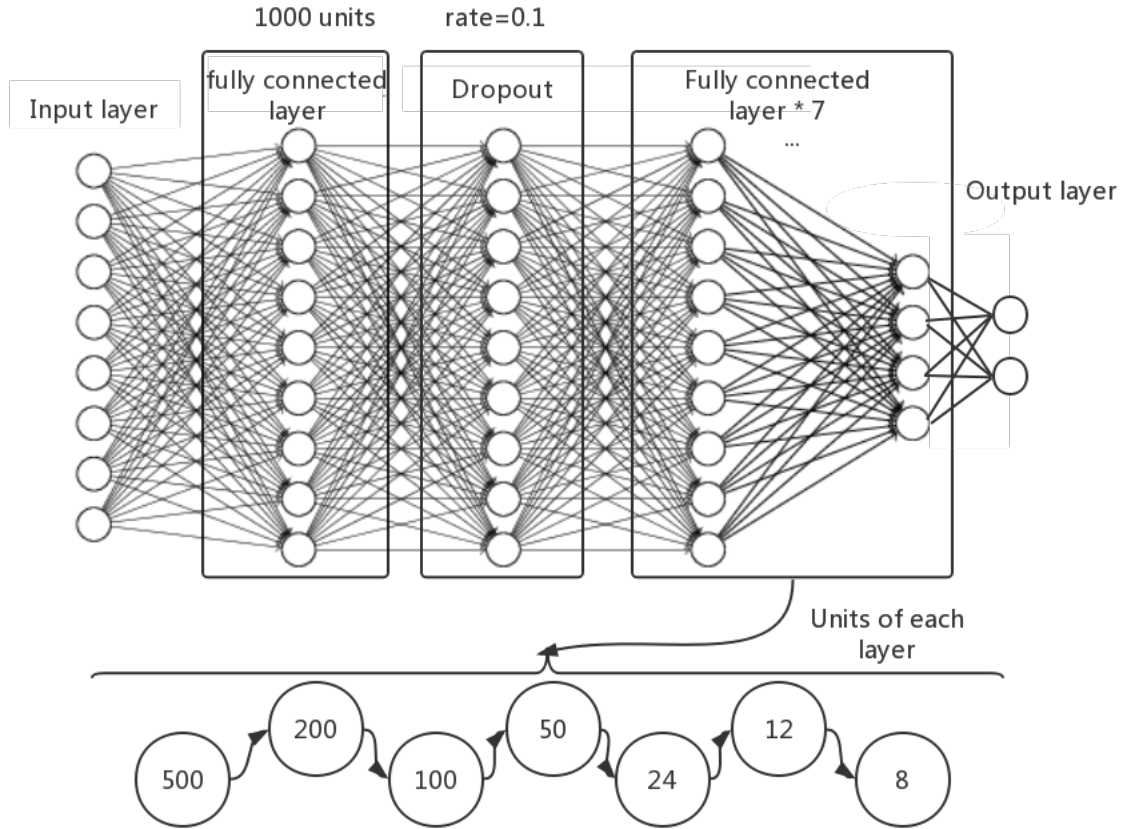 1000 units
rate=0.1
Input layer
fully connected
layer
Dropout
Fully connected
layer * 7
...
Output layer
Units of each
layer
500
200
100
50
24
12
8